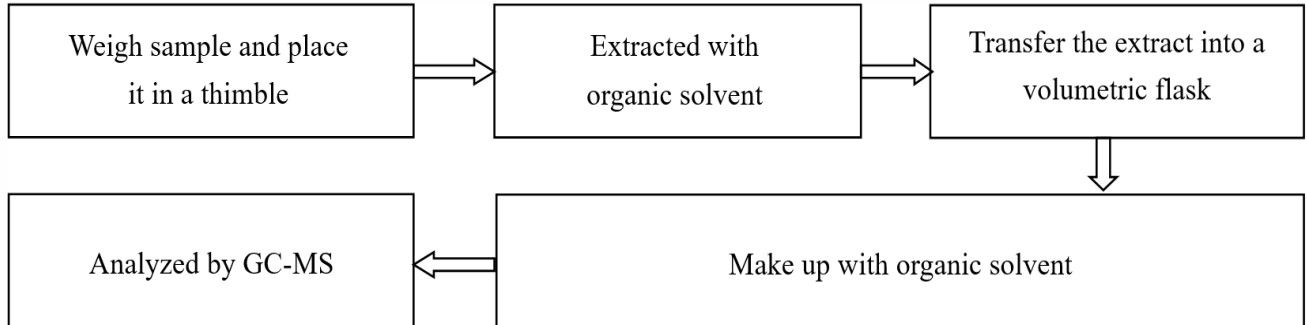 Weigh sample and place
it in a thimble
Extracted with
organic solvent
Transfer the extract into a
volumetric flask
Make up with organic solvent
Analyzed by GC-MS